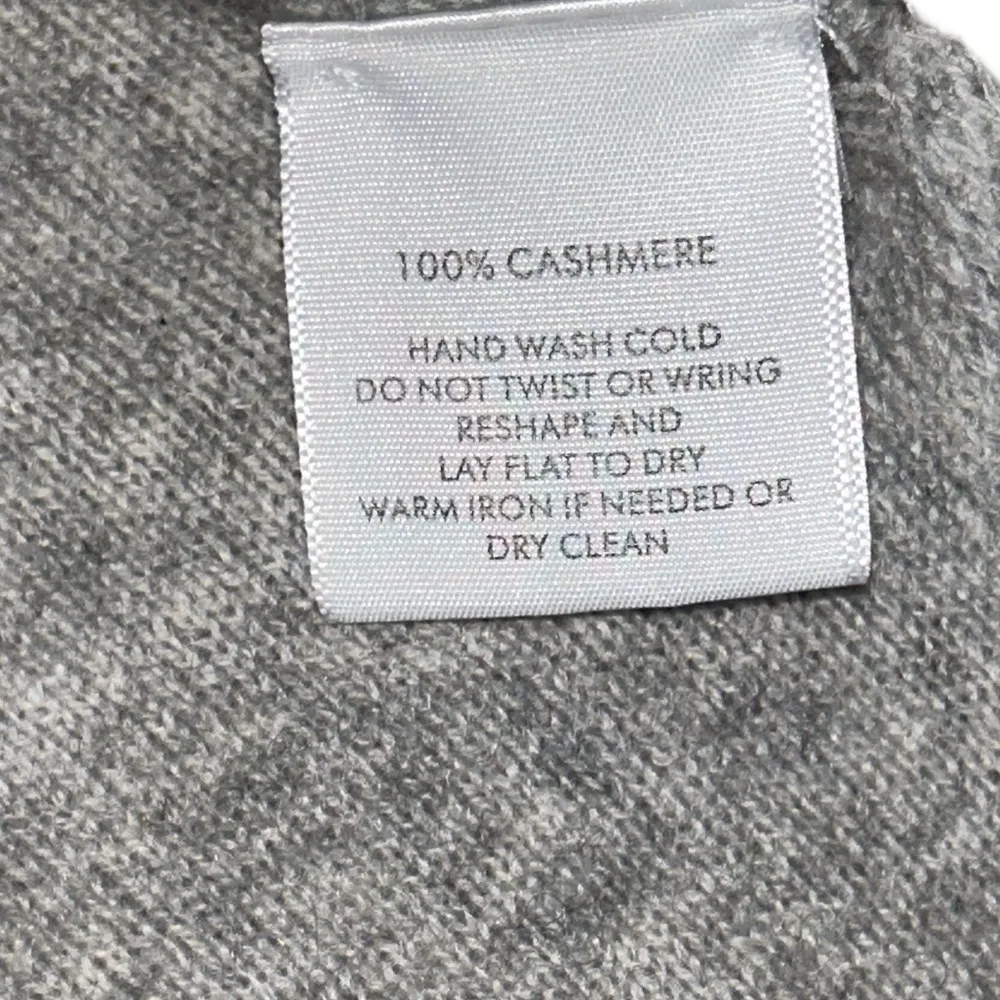 100% CASHMERE
HAND WASH COLD
DO NOT TWIST OR WRING
RESHAPE AND
LAY FLAT TO DRY
WARM IRON IF NEEDED OR
DRY CLEAN